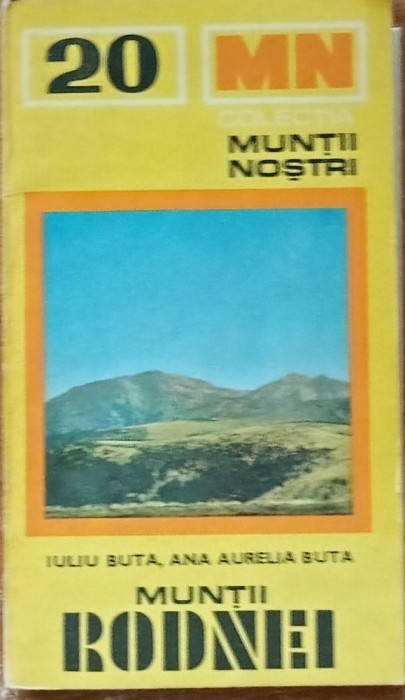 20
MN
COLECȚIA
MUNȚII
NOȘTRI
IULIU BUTA, ANA AURELIA BUTA
MUNȚII
RODNEI